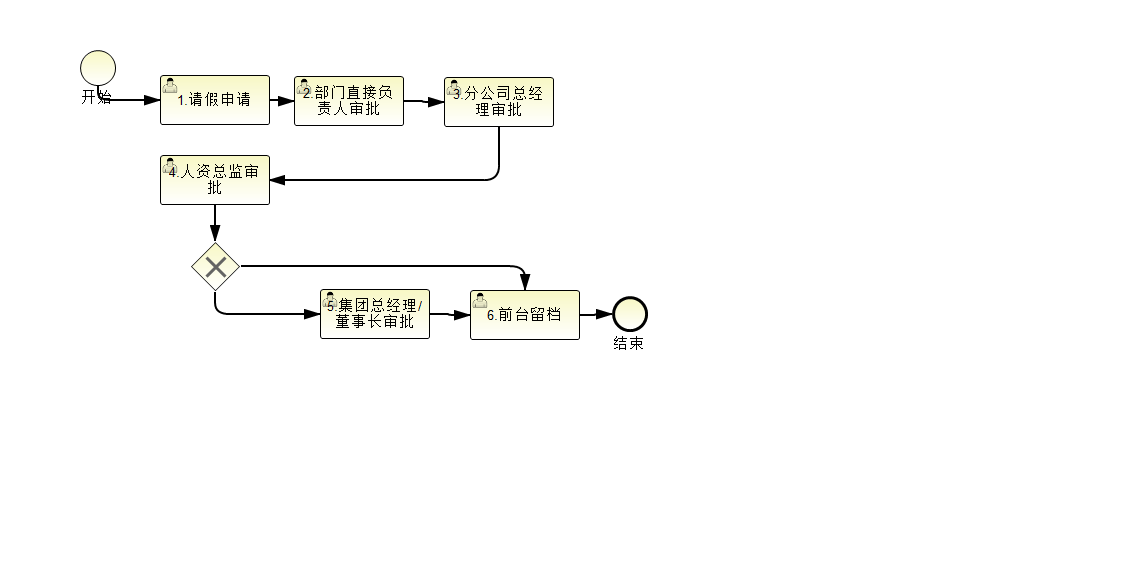 开始
1.请假申请
2.部门直接负
责人审批
3.分公司总经
理审批
4.人资总监审
批
5.集团总经理/
董事长审批
6.前台留档
结束